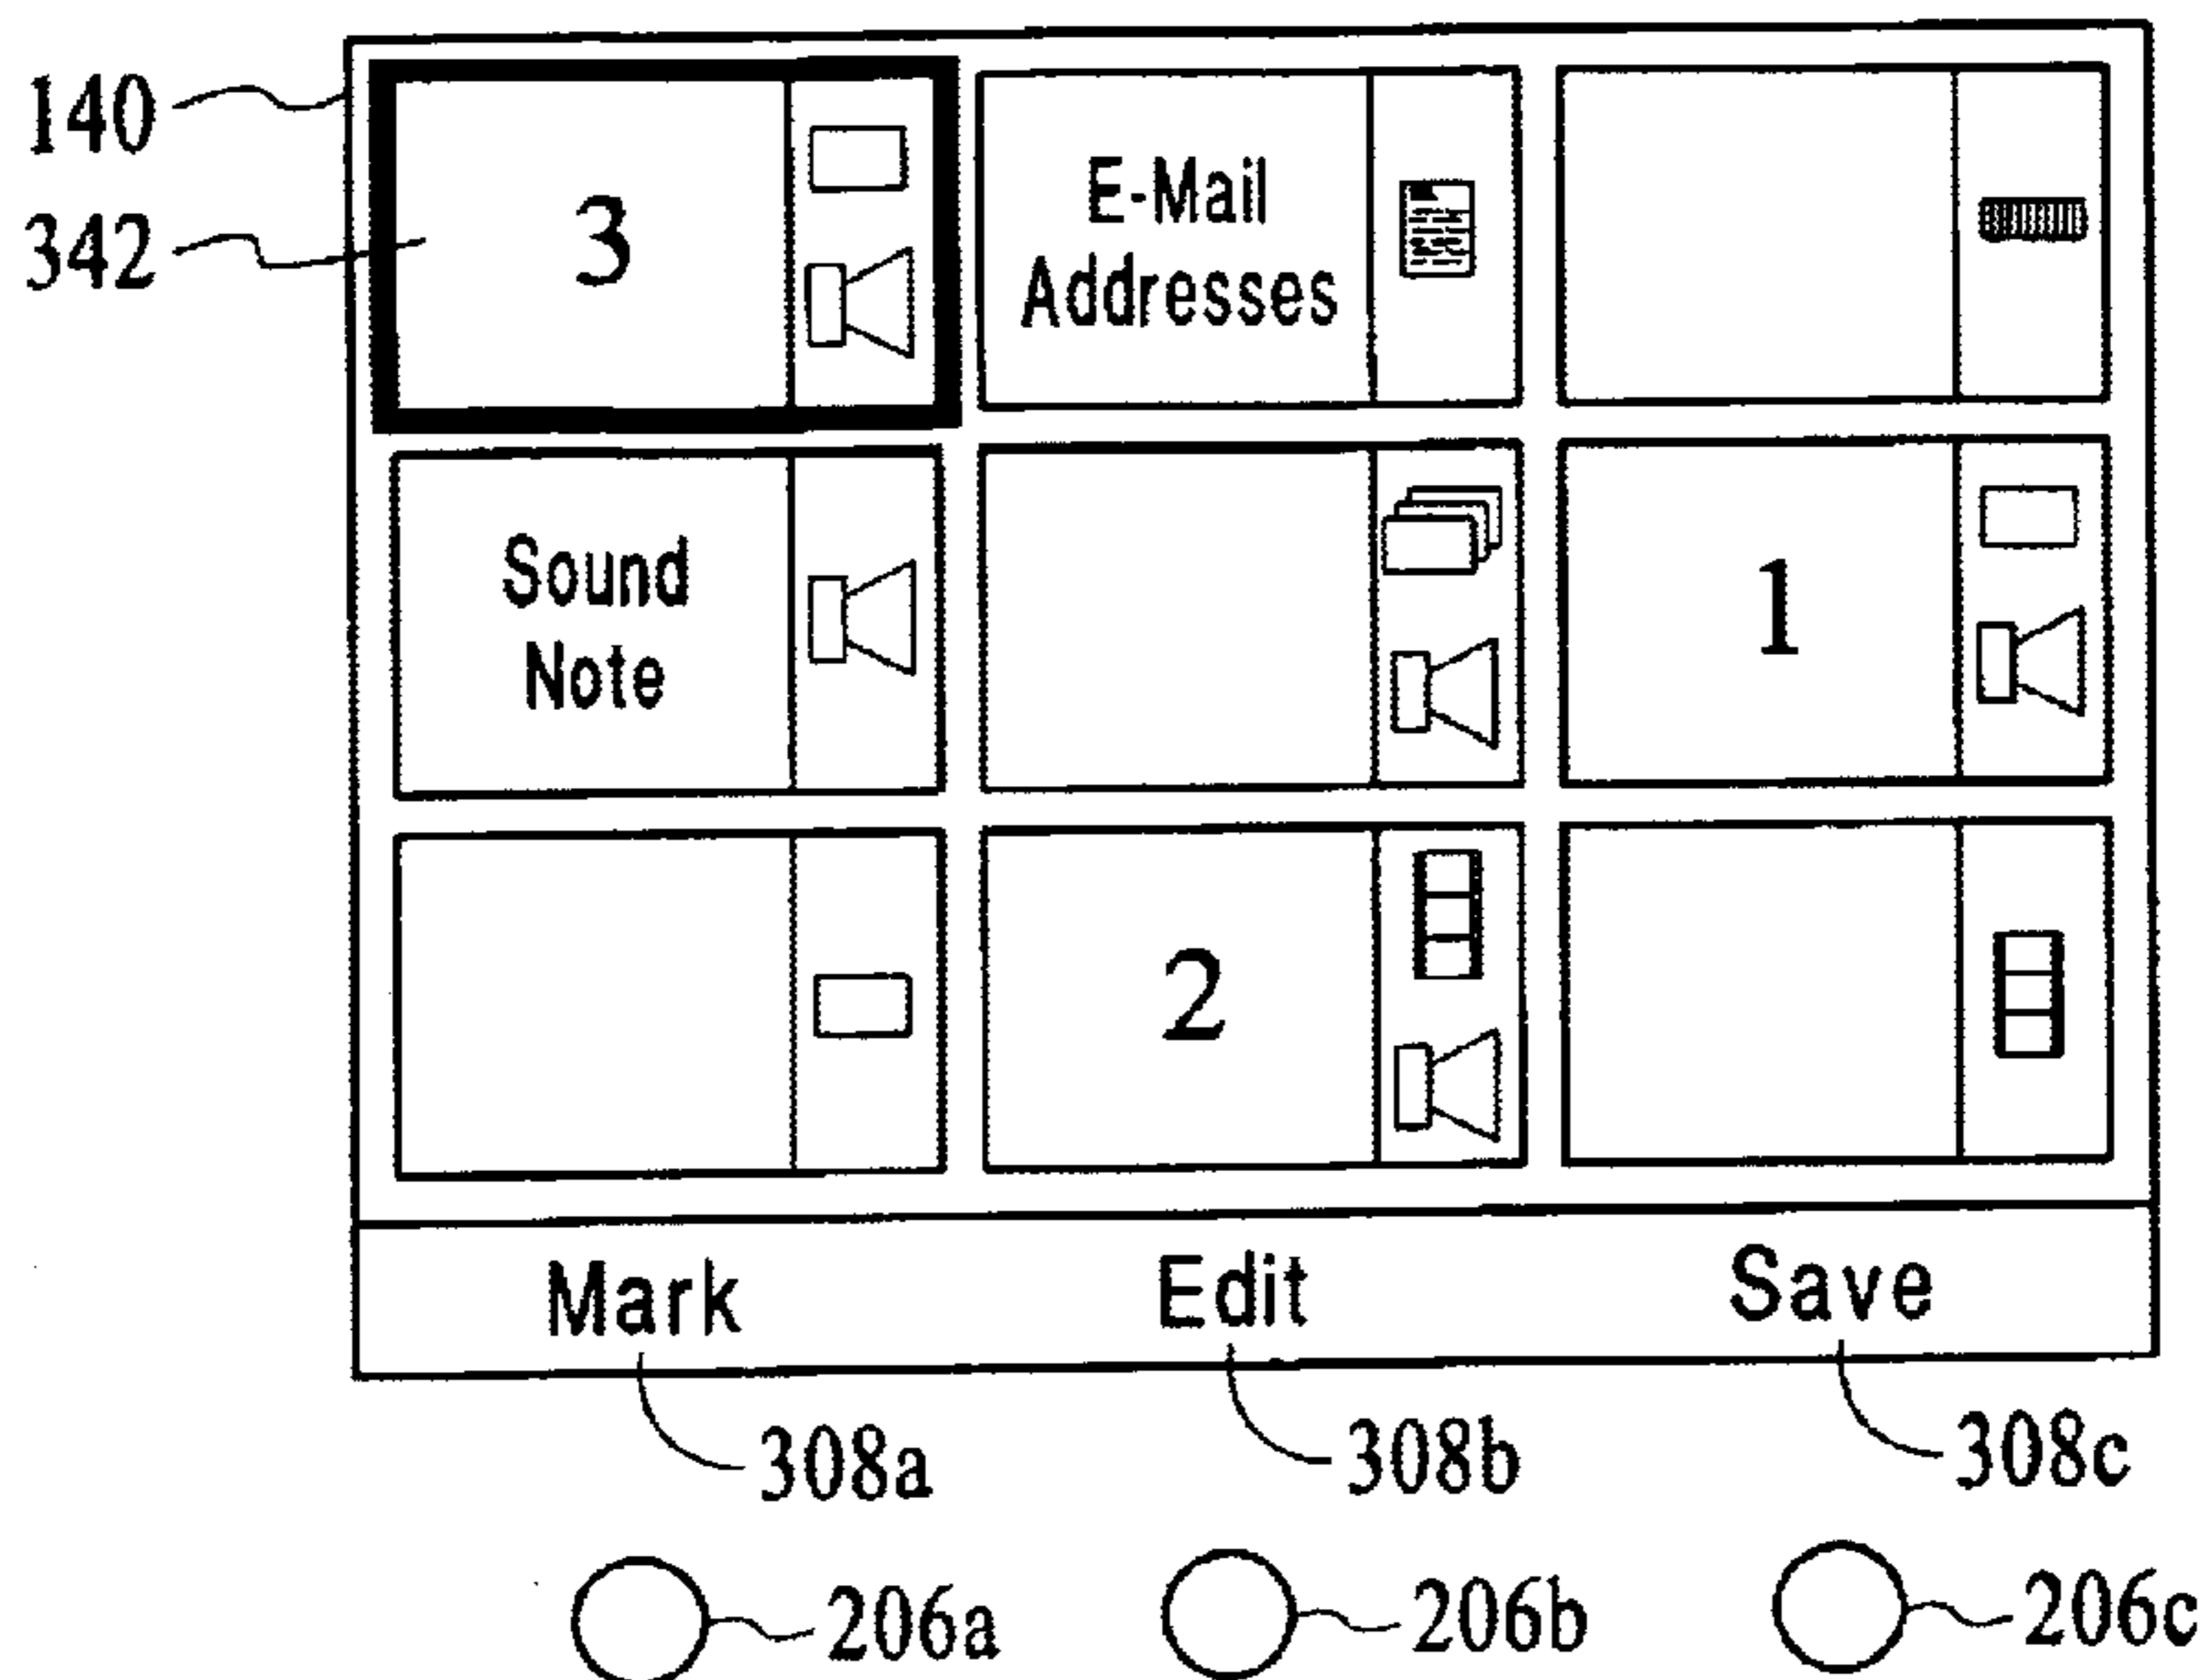 140
342
3
E-Mail
Addresses
Sound
Note
1
2
Mark
Edit
Save
308a
308b
308c
206a
206b
206c